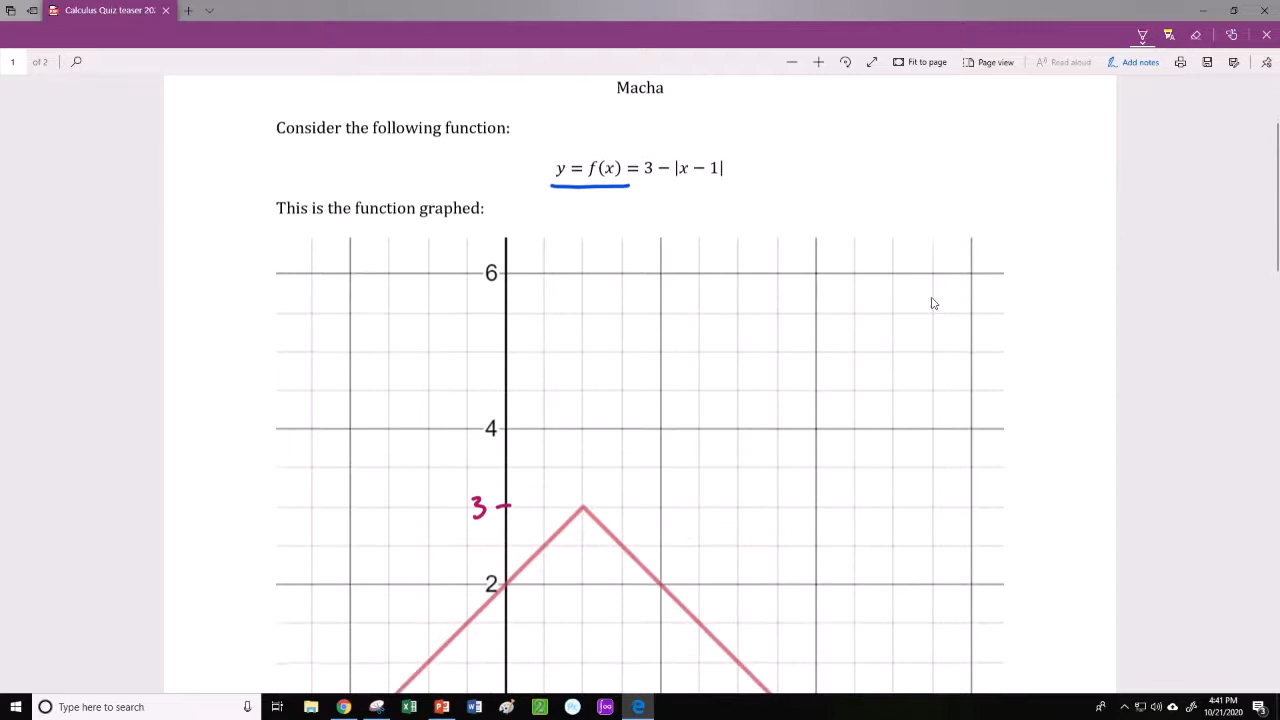 Calculus Quiz teaser 202
1 of 2
Fit to page
Page view
Read aloud
Add notes
Macha
Consider the following function:
y = f(x) = 3 − |x − 1|
This is the function graphed:
6
4
3
2
Type here to search
4:41 PM
10/21/2020